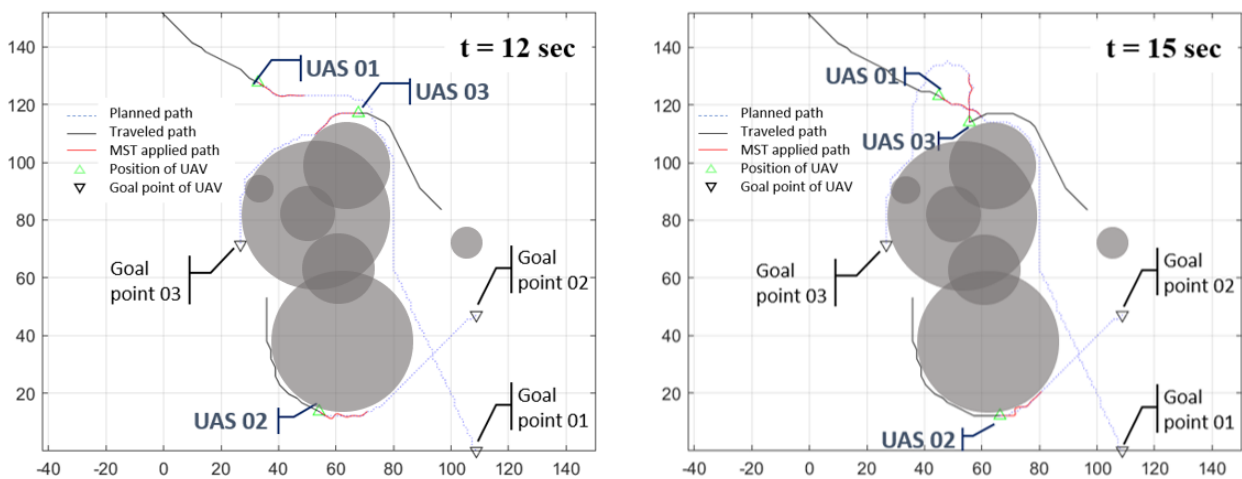 t = 12 sec
140
120
100
80
60
40
20
UAS 01
UAS 03
Planned path
Traveled path
MST applied path
Position of UAV
Goal point of UAV
Goal
point 03
Goal
point 02
Goal
point 01
UAS 02
-40
-20
0
20
40
60
80
100
120
140
t = 15 sec
140
120
100
80
60
40
20
UAS 01
UAS 03
Planned path
Traveled path
MST applied path
Position of UAV
Goal point of UAV
Goal
point 03
Goal
point 02
Goal
point 01
UAS 02
-40
-20
0
20
40
60
80
100
120
140